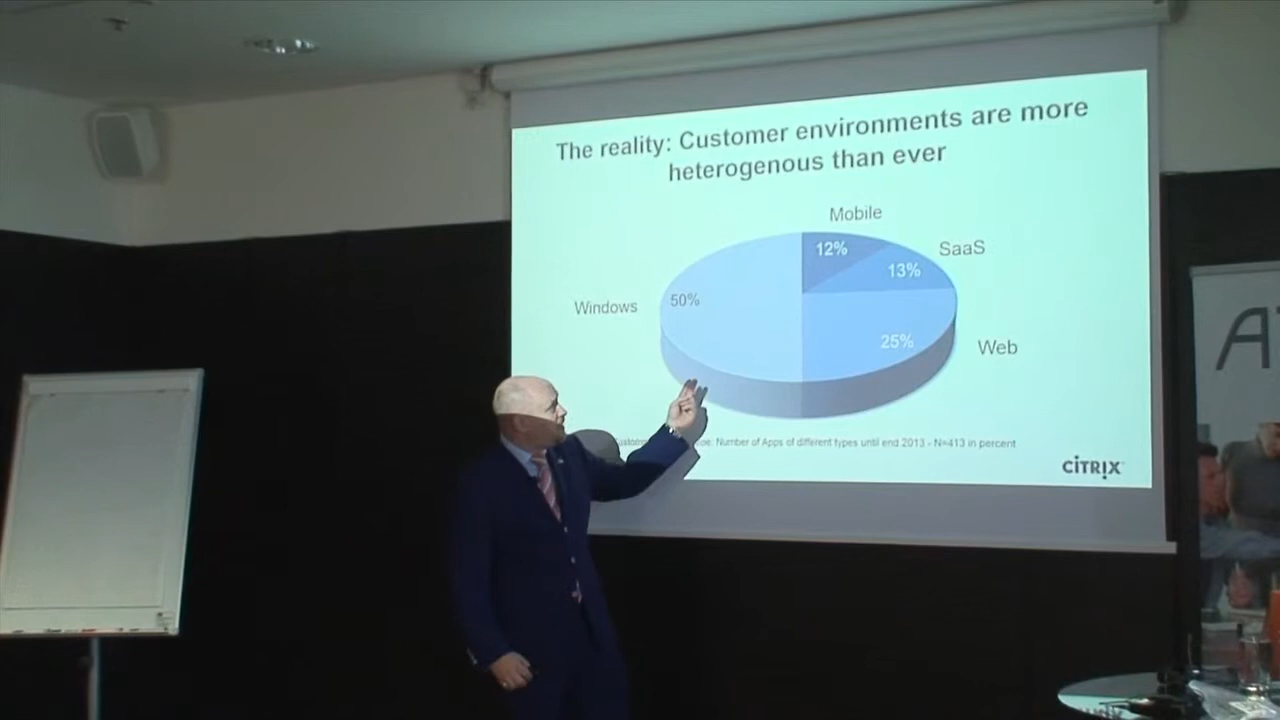 The reality: Customer environments are more
heterogenous than ever
Mobile
12%
SaaS
13%
Windows
50%
25%
Web
Number of Apps of different types until end 2013 - N=413 in percent
CITRIX